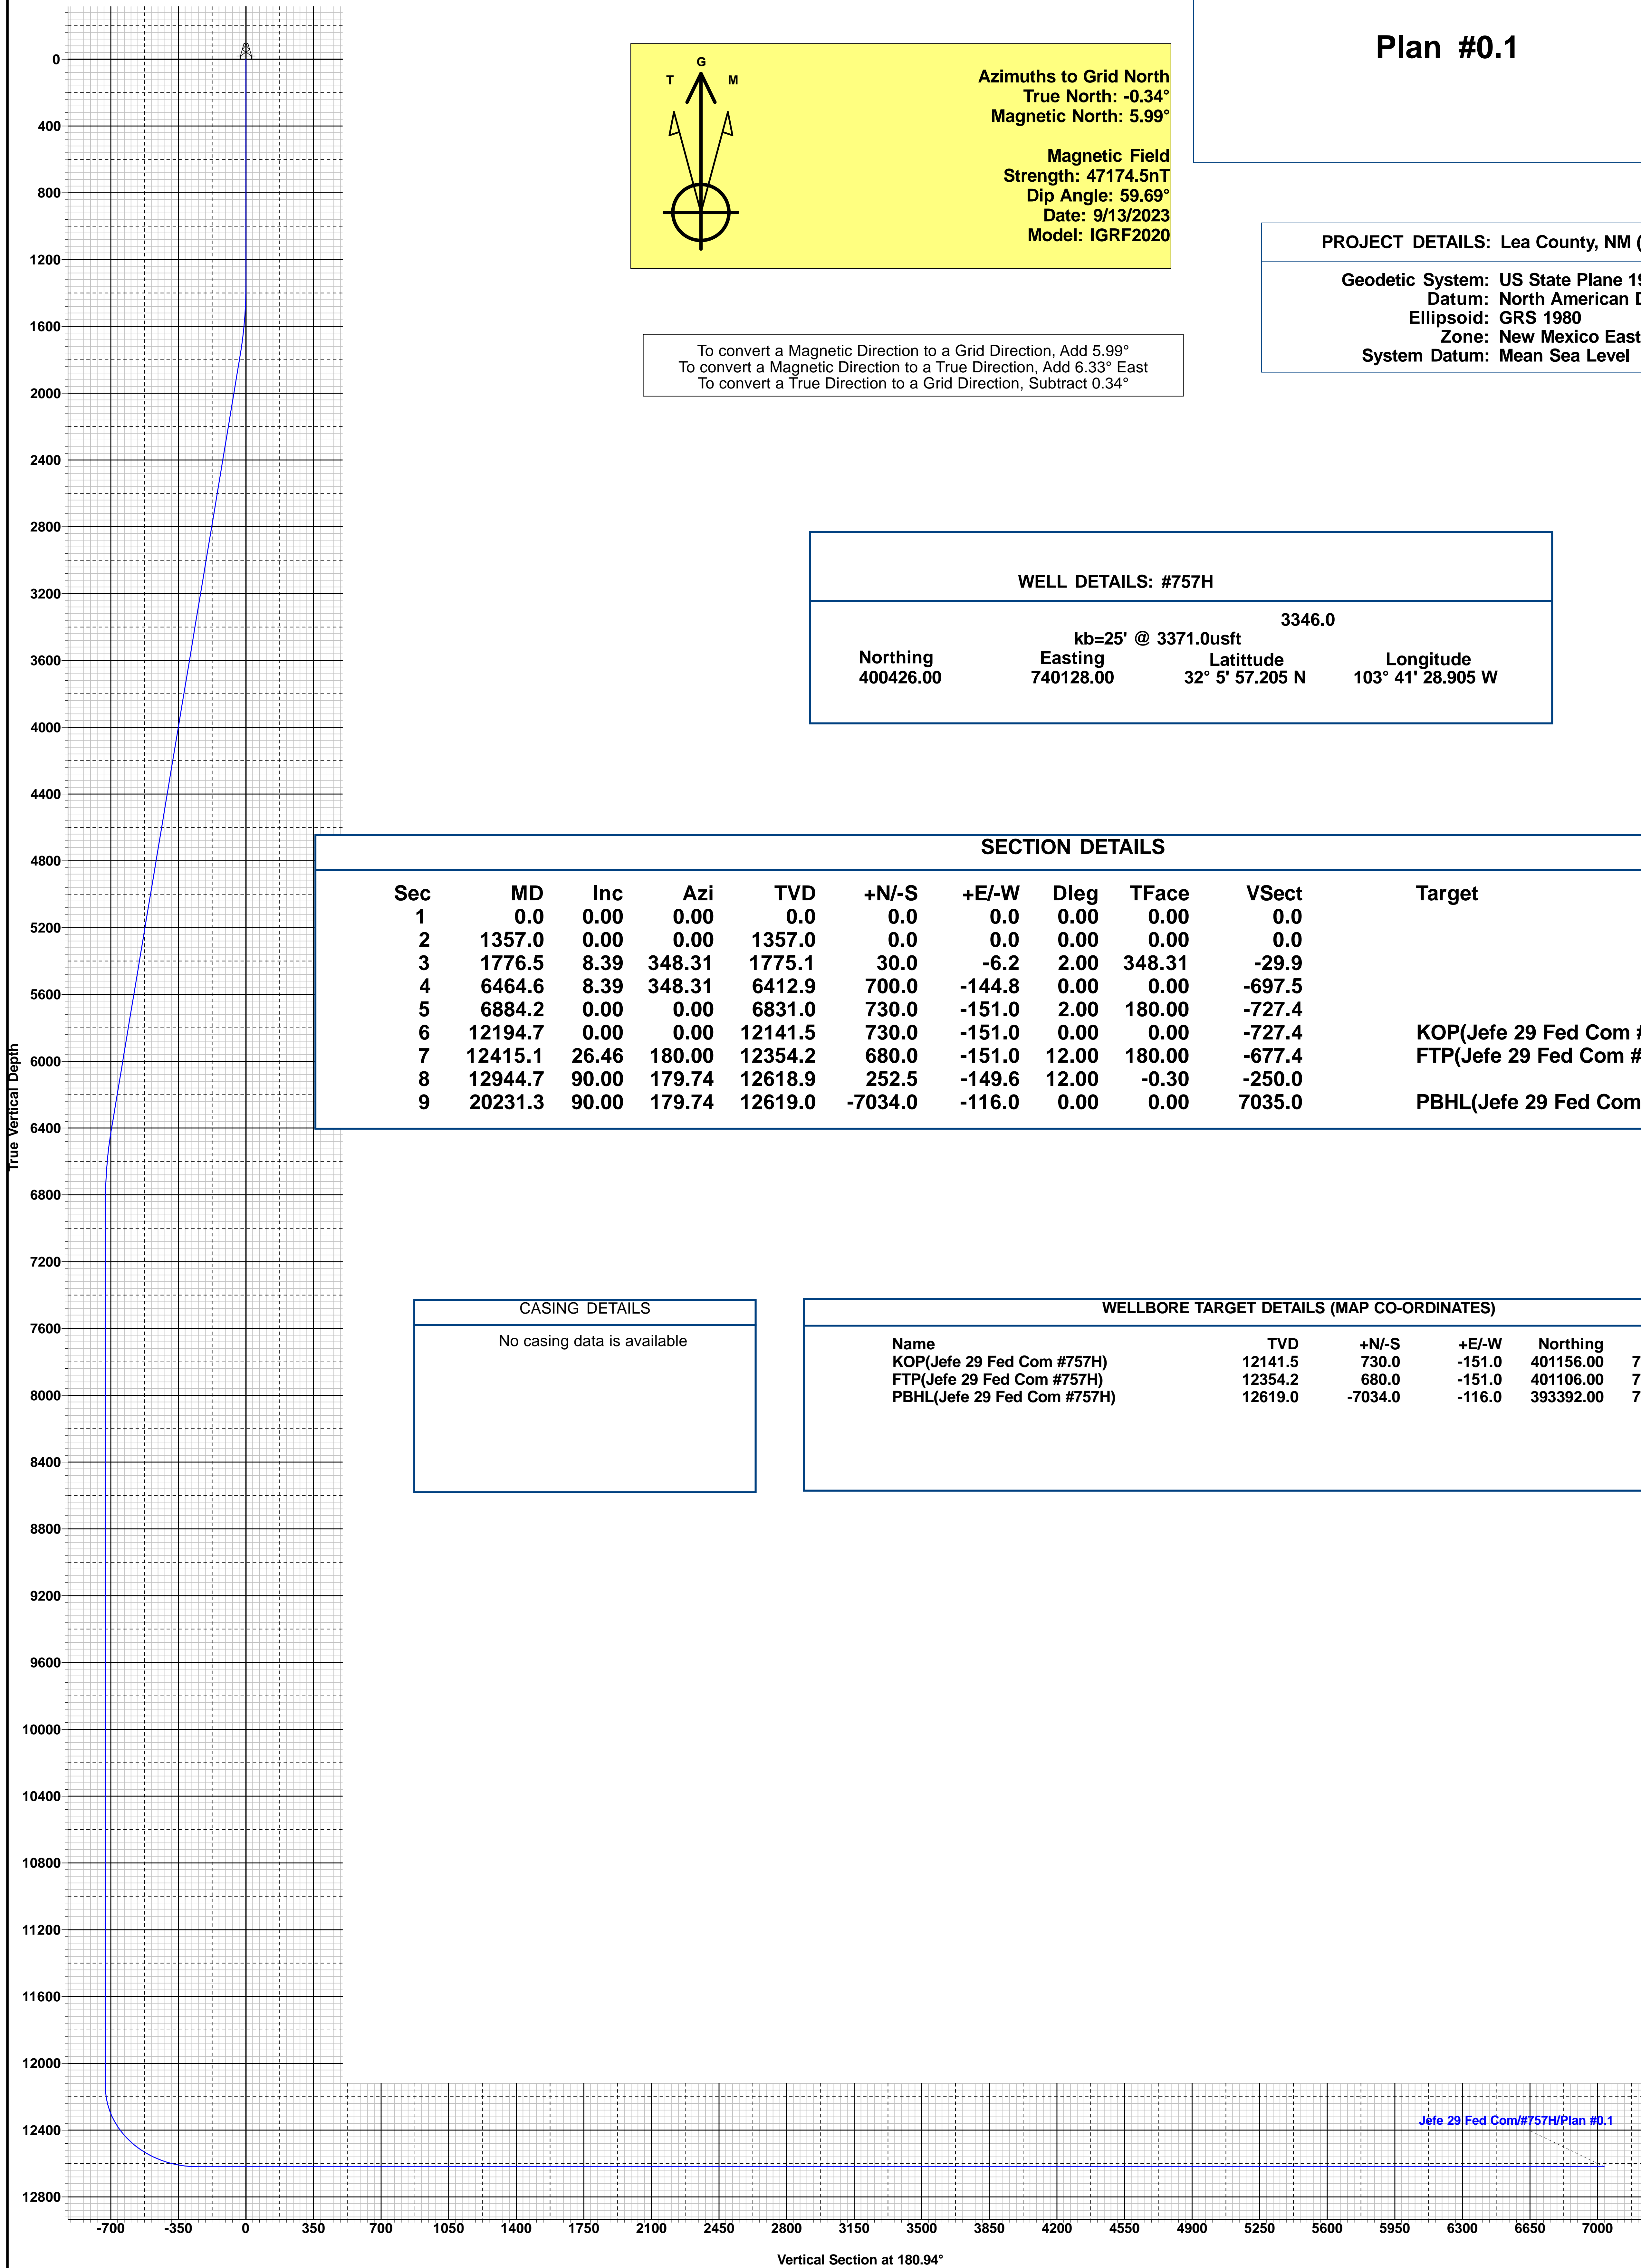 Plan #0.1
T G M
Azimuths to Grid North
True North: -0.34°
Magnetic North: 5.99°
Magnetic Field
Strength: 47174.5nT
Dip Angle: 59.69°
Date: 9/13/2023
Model: IGRF2020
PROJECT DETAILS: Lea County, NM (
Geodetic System: US State Plane 19
Datum: North American D
Ellipsoid: GRS 1980
Zone: New Mexico East
System Datum: Mean Sea Level
To convert a Magnetic Direction to a Grid Direction, Add 5.99°
To convert a Magnetic Direction to a True Direction, Add 6.33° East
To convert a True Direction to a Grid Direction, Subtract 0.34°
WELL DETAILS: #757H
3346.0
kb=25' @ 3371.0usft
Northing Easting Latittude Longitude
400426.00 740128.00 32° 5' 57.205 N 103° 41' 28.905 W
SECTION DETAILS
Sec MD Inc Azi TVD +N/-S +E/-W Dleg TFace VSect Target
1 0.0 0.00 0.00 0.0 0.0 0.0 0.00 0.00 0.0
2 1357.0 0.00 0.00 1357.0 0.0 0.0 0.00 0.00 0.0
3 1776.5 8.39 348.31 1775.1 30.0 -6.2 2.00 348.31 -29.9
4 6464.6 8.39 348.31 6412.9 700.0 -144.8 0.00 0.00 -697.5
5 6884.2 0.00 0.00 6831.0 730.0 -151.0 2.00 180.00 -727.4
6 12194.7 0.00 0.00 12141.5 730.0 -151.0 0.00 0.00 -727.4 KOP(Jefe 29 Fed Com #
7 12415.1 26.46 180.00 12354.2 680.0 -151.0 12.00 180.00 -677.4 FTP(Jefe 29 Fed Com #
8 12944.7 90.00 179.74 12618.9 252.5 -149.6 12.00 -0.30 -250.0
9 20231.3 90.00 179.74 12619.0 -7034.0 -116.0 0.00 0.00 7035.0 PBHL(Jefe 29 Fed Com
CASING DETAILS
No casing data is available
WELLBORE TARGET DETAILS (MAP CO-ORDINATES)
Name TVD +N/-S +E/-W Northing
KOP(Jefe 29 Fed Com #757H) 12141.5 730.0 -151.0 401156.00 7
FTP(Jefe 29 Fed Com #757H) 12354.2 680.0 -151.0 401106.00 7
PBHL(Jefe 29 Fed Com #757H) 12619.0 -7034.0 -116.0 393392.00 7
True Vertical Depth
0
400
800
1200
1600
2000
2400
2800
3200
3600
4000
4400
4800
5200
5600
6000
6400
6800
7200
7600
8000
8400
8800
9200
9600
10000
10400
10800
11200
11600
12000
12400
12800
Jefe 29 Fed Com/#757H/Plan #0.1
-700 -350 0 350 700 1050 1400 1750 2100 2450 2800 3150 3500 3850 4200 4550 4900 5250 5600 5950 6300 6650 7000
Vertical Section at 180.94°